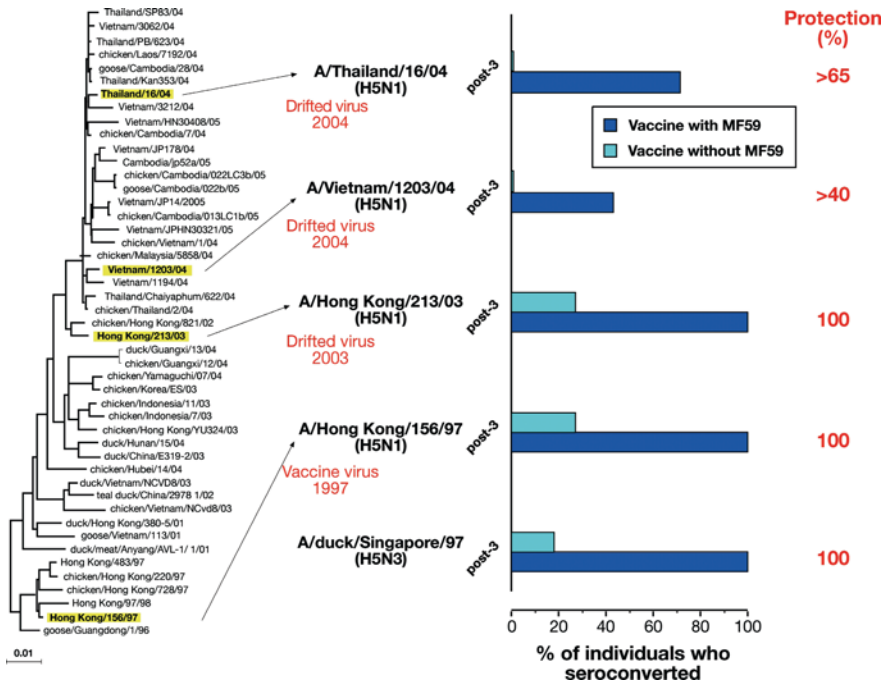 Thailand/SP83/04
Vietnam/3062/04
Thailand/PB/623/04
chicken/Laos/7192/04
goose/Cambodia/28/04
Thailand/Kan353/04
Thailand/16/04
Vietnam/3212/04
Vietnam/HN30408/05
chicken/Cambodia/7/04
Vietnam/JP178/04
Cambodia/jp52a/05
chicken/Cambodia/022LC3b/05
goose/Cambodia/022b/05
Vietnam/JP14/2005
chicken/Cambodia/013LC1b/05
Vietnam/JPHN30321/05
chicken/Vietnam/1/04
chicken/Malaysia/5858/04
Vietnam/1203/04
Vietnam/1194/04
Thailand/Chaiyaphum/622/04
chicken/Thailand/2/04
chicken/Hong Kong/821/02
Hong Kong/213/03
duck/Guangxi/13/04
chicken/Guangxi/12/04
chicken/Yamaguchi/07/04
chicken/Korea/ES/03
chicken/Indonesia/11/03
chicken/Indonesia/7/03
chicken/Hong Kong/YU324/03
duck/Hunan/15/04
duck/China/E319-2/03
chicken/Hubei/14/04
duck/Vietnam/NCVD8/03
teal duck/China/2978 1/02
chicken/Vietnam/NCvd8/03
duck/Hong Kong/380-5/01
goose/Vietnam/113/01
duck/meat/Anyang/AVL-1/ 1/01
Hong Kong/483/97
chicken/Hong Kong/220/97
chicken/Hong Kong/728/97
Hong Kong/97/98
Hong Kong/156/97
goose/Guangdong/1/96
0.01
A/Thailand/16/04
(H5N1)
Drifted virus
2004
A/Vietnam/1203/04
(H5N1)
Drifted virus
2004
A/Hong Kong/213/03
(H5N1)
Drifted virus
2003
A/Hong Kong/156/97
(H5N1)
Vaccine virus
1997
A/duck/Singapore/97
(H5N3)
post-3
post-3
post-3
post-3
post-3
Vaccine with MF59
Vaccine without MF59
0 20 40 60 80 100
% of individuals who
seroconverted
Protection
(%)
>65
>40
100
100
100